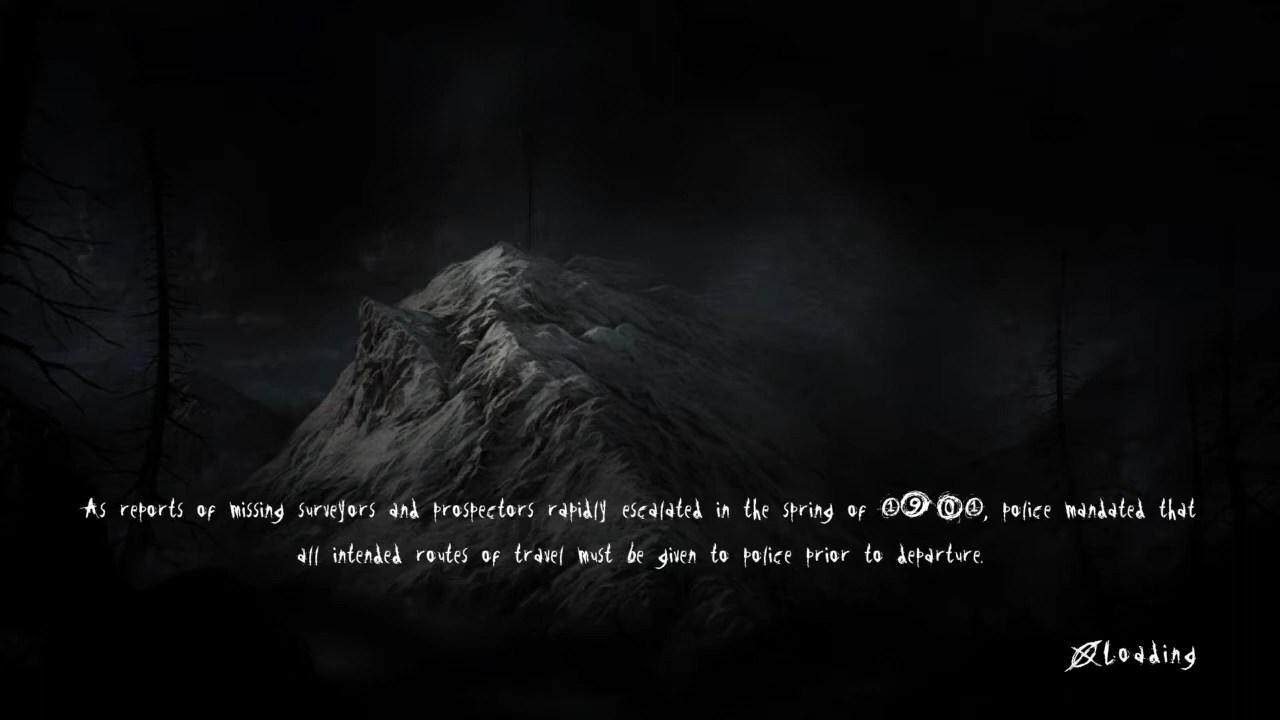 As reports of missing surveyors and prospectors rapidly escalated in the spring of 1901, police mandated that
all intended routes of travel must be given to police prior to departure.
Loading